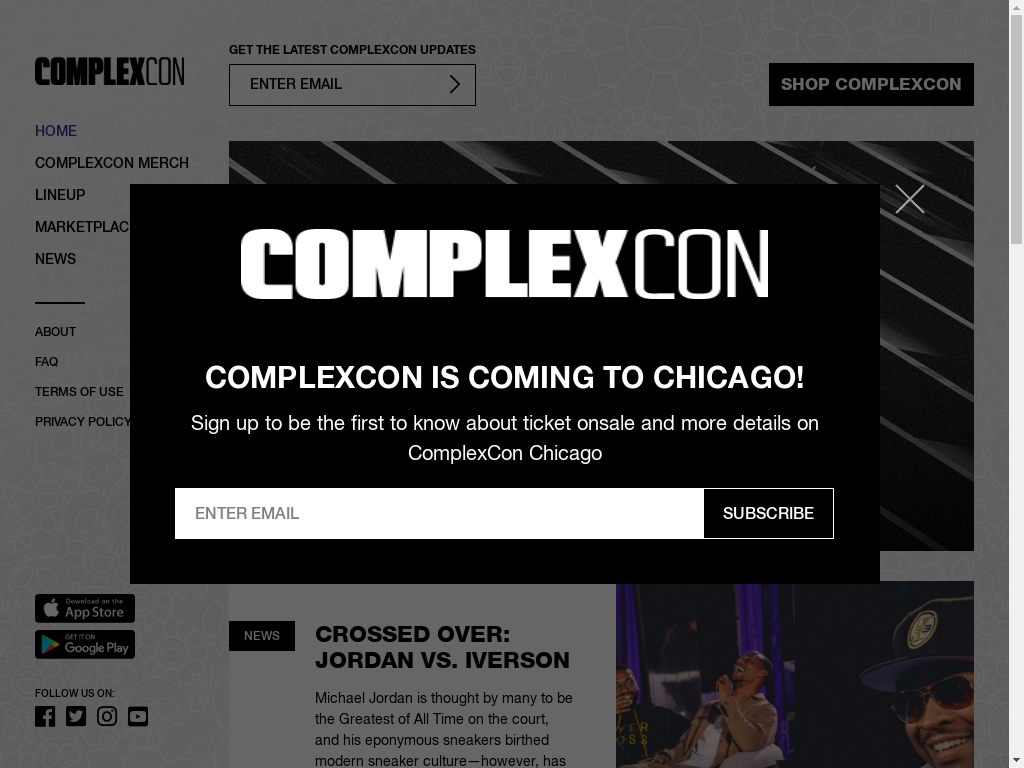 COMPLEXCON
GET THE LATEST COMPLEXCON UPDATES
ENTER EMAIL
SHOP COMPLEXCON
HOME
COMPLEXCON MERCH
LINEUP
MARKETPLAC
NEWS
ABOUT
FAQ
TERMS OF USE
PRIVACY POLICY
COMPLEXCON
COMPLEXCON IS COMING TO CHICAGO!
Sign up to be the first to know about ticket onsale and more details on
ComplexCon Chicago
ENTER EMAIL
SUBSCRIBE
Download on the
App Store
GET IT ON
Google Play
FOLLOW US ON:
NEWS
CROSSED OVER:
JORDAN VS. IVERSON
Michael Jordan is thought by many to be
the Greatest of All Time on the court,
and his eponymous sneakers birthed
modern sneaker culture—however, has